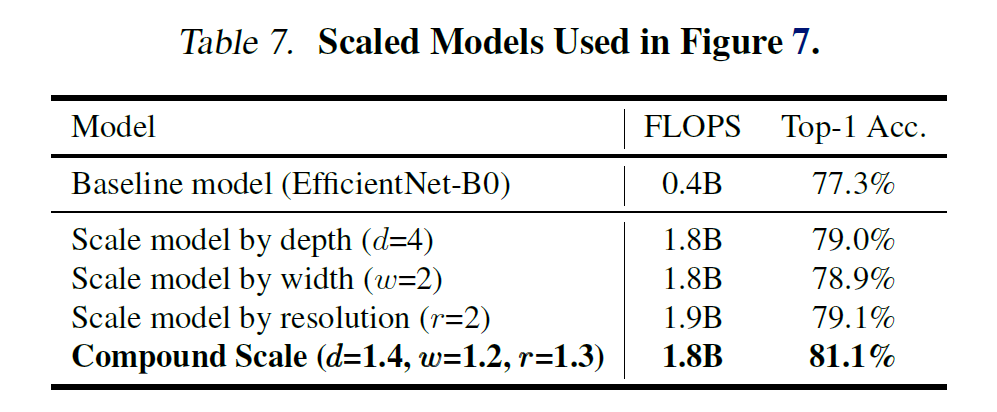 Table 7. Scaled Models Used in Figure 7.
Model FLOPS Top-1 Acc.
Baseline model (EfficientNet-B0) 0.4B 77.3%
Scale model by depth (d=4) 1.8B 79.0%
Scale model by width (w=2) 1.8B 78.9%
Scale model by resolution (r=2) 1.9B 79.1%
Compound Scale (d=1.4, w=1.2, r=1.3) 1.8B 81.1%